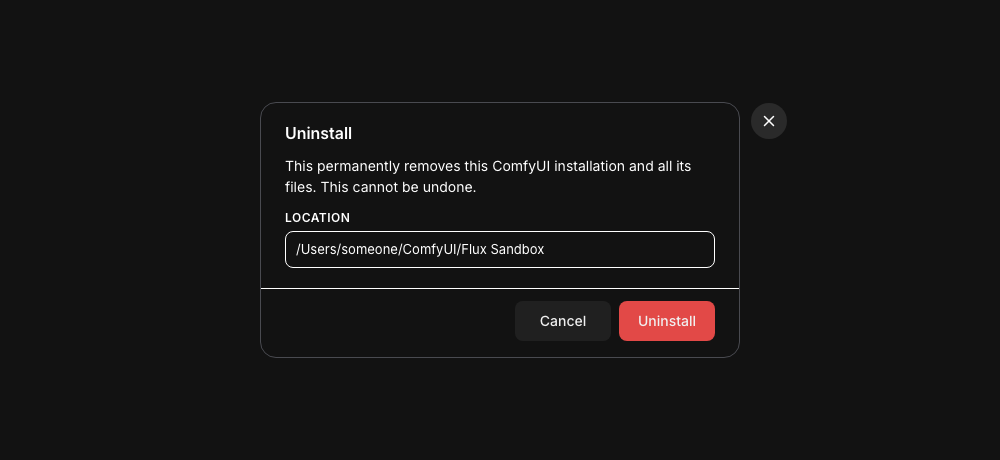 Uninstall
This permanently removes this ComfyUI installation and all its
files. This cannot be undone.
LOCATION
/Users/someone/ComfyUI/Flux Sandbox
Cancel
Uninstall